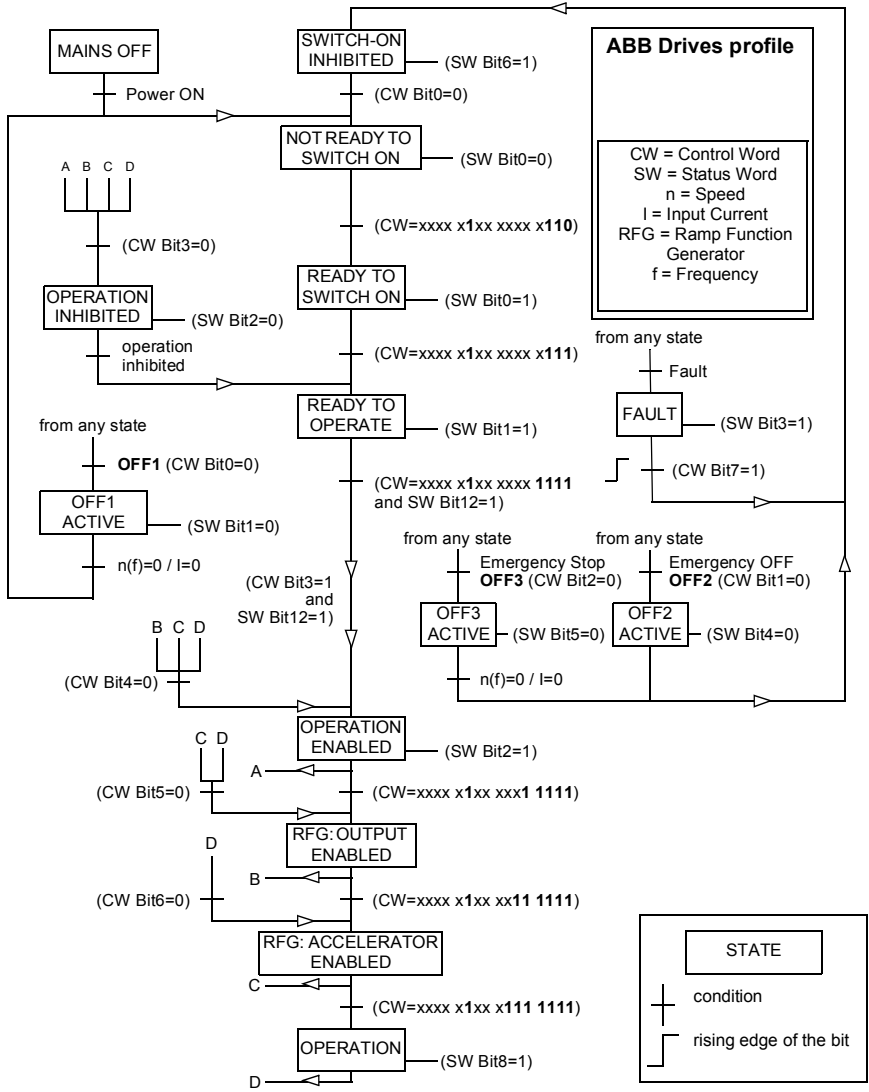 MAINS OFF
Power ON
SWITCH-ON
INHIBITED
(SW Bit6=1)
(CW Bit0=0)
ABB Drives profile
CW = Control Word
SW = Status Word
n = Speed
I = Input Current
RFG = Ramp Function
Generator
f = Frequency
NOT READY TO
SWITCH ON
(SW Bit0=0)
A B C D
(CW Bit3=0)
(CW=xxxx x1xx xxxx x110)
OPERATION
INHIBITED
(SW Bit2=0)
operation
inhibited
READY TO
SWITCH ON
(SW Bit0=1)
(CW=xxxx x1xx xxxx x111)
from any state
Fault
FAULT
(SW Bit3=1)
(CW Bit7=1)
READY TO
OPERATE
(SW Bit1=1)
from any state
OFF1 (CW Bit0=0)
OFF1
ACTIVE
(SW Bit1=0)
n(f)=0 / I=0
(CW=xxxx x1xx xxxx 1111
and SW Bit12=1)
(CW Bit3=1
and
SW Bit12=1)
from any state
Emergency Stop
OFF3 (CW Bit2=0)
OFF3
ACTIVE
(SW Bit5=0)
n(f)=0 / I=0
from any state
Emergency OFF
OFF2 (CW Bit1=0)
OFF2
ACTIVE
(SW Bit4=0)
B C D
(CW Bit4=0)
OPERATION
ENABLED
(SW Bit2=1)
A
C D
(CW Bit5=0)
(CW=xxxx x1xx xxx1 1111)
RFG: OUTPUT
ENABLED
B
D
(CW Bit6=0)
(CW=xxxx x1xx xx11 1111)
RFG: ACCELERATOR
ENABLED
C
(CW=xxxx x1xx x111 1111)
OPERATION
(SW Bit8=1)
D
STATE
condition
rising edge of the bit